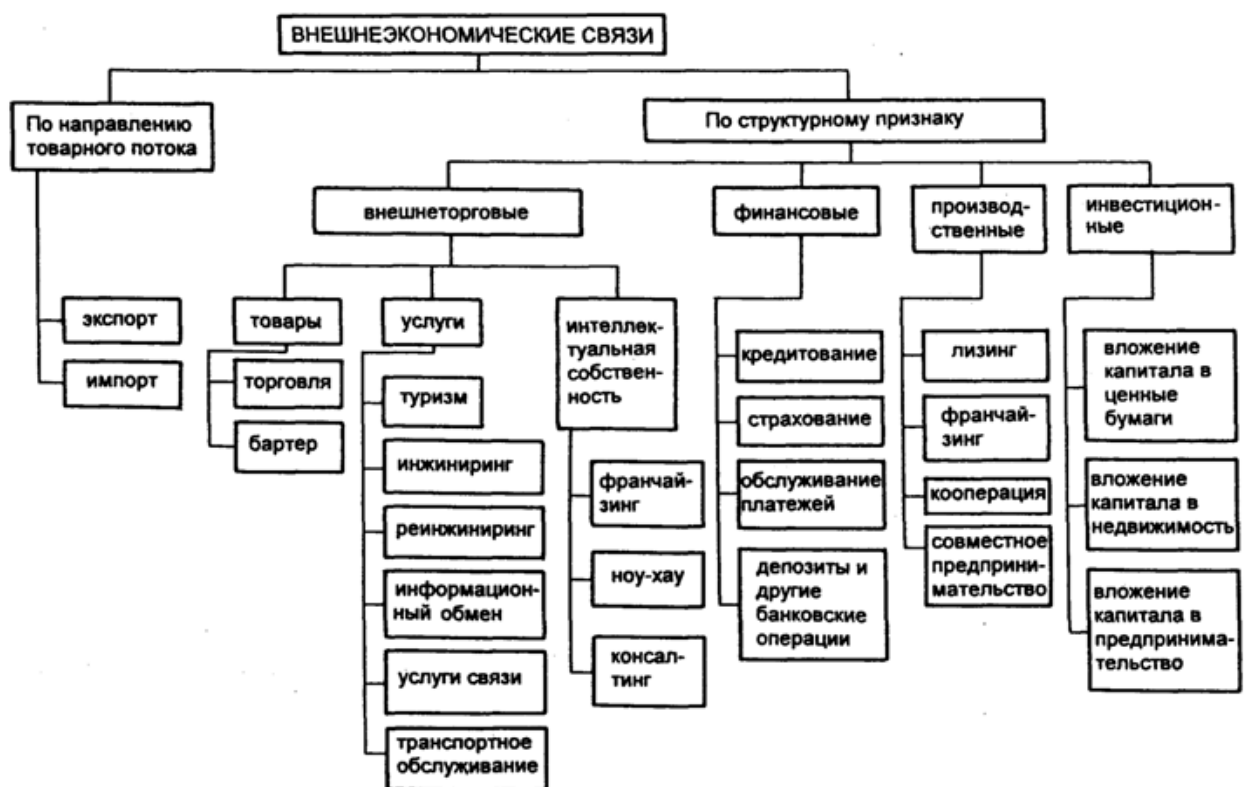 ВНЕШНЕЭКОНОМИЧЕСКИЕ СВЯЗИ
По направлению
товарного потока
По структурному признаку
экспорт
импорт
внешнеторговые
финансовые
производ-
ственные
инвестицион-
ные
товары
торговля
бартер
услуги
туризм
инжиниринг
реинжиниринг
информацион-
ный обмен
услуги связи
транспортное
обслуживание
интеллек-
туальная
собствен-
ность
франчай-
зинг
ноу-хау
консал-
тинг
кредитование
страхование
обслуживание
платежей
депозиты и
другие
банковские
операции
лизинг
франчай-
зинг
кооперация
совместное
предприни-
мательство
вложение
капитала в
ценные
бумаги
вложение
капитала в
недвижимость
вложение
капитала в
предпринима-
тельство